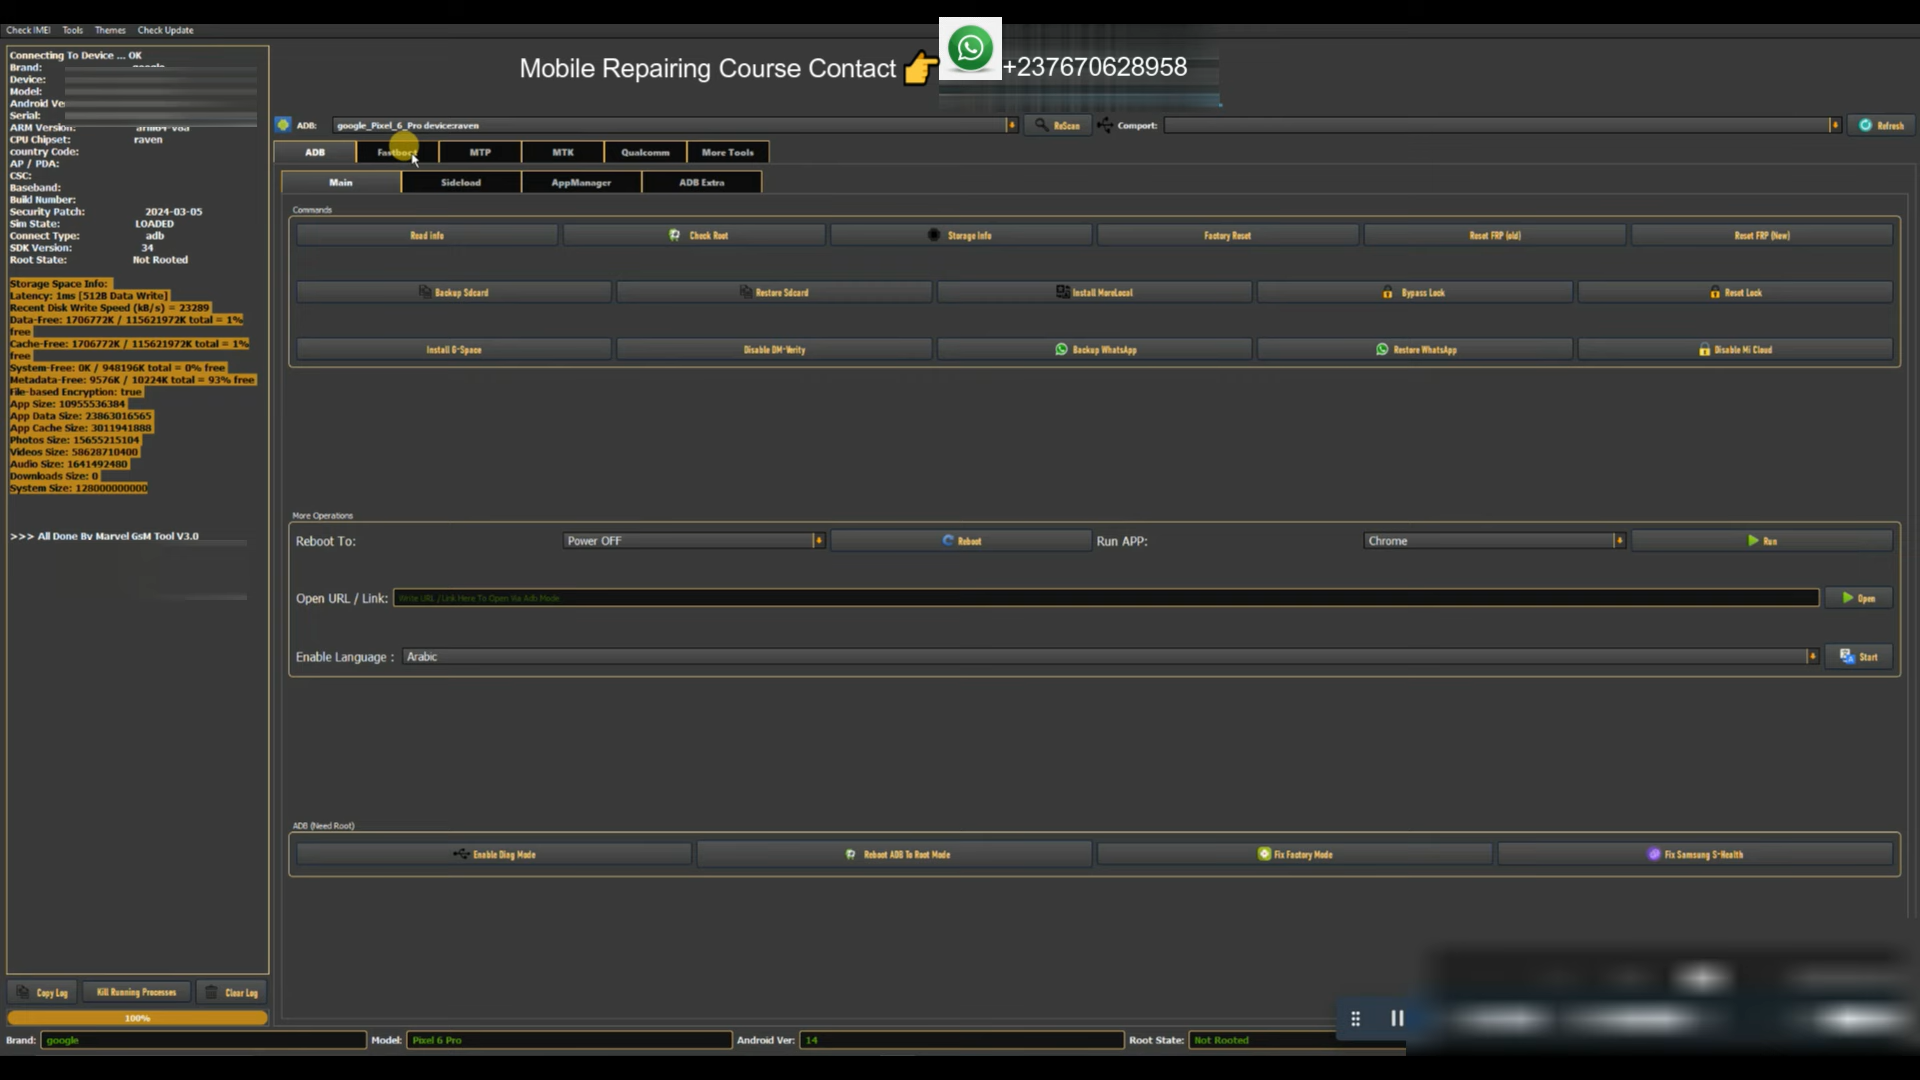 Check IMEI Tools Themes Check Update
Mobile Repairing Course Contact 👉 +237670628958
Connecting To Device ... OK
Brand:
Device:
Model:
Android Ve
Serial:
ARM Version: arm64-v8a
CPU Chipset: raven
country Code:
AP / PDA:
CSC:
Baseband:
Build Number:
Security Patch: 2024-03-05
Sim State: LOADED
Connect Type: adb
SDK Version: 34
Root State: Not Rooted
Storage Space Info:
Latency: 1ms [512B Data Write]
Recent Disk Write Speed (kB/s) = 23289
Data-Free: 1706772K / 115621972K total = 1%
free
Cache-Free: 1706772K / 115621972K total = 1%
free
System-Free: 0K / 948196K total = 0% free
Metadata-Free: 9576K / 10224K total = 93% free
File-based Encryption: true
App Size: 10955536384
App Data Size: 23863016565
App Cache Size: 3011941888
Photos Size: 15655215104
Videos Size: 58628710400
Audio Size: 1641492480
Downloads Size: 0
System Size: 128000000000
>>> All Done By Marvel GsM Tool V3.0
ADB: google_Pixel_6_Pro device:raven ReScan Comport: Refresh
ADB Fastboot MTP MTK Qualcomm More Tools
Main Sideload AppManager ADB Extra
Commands
Read info Check Root Storage Info Factory Reset Reset FRP (old) Reset FRP (New)
Backup Sdcard Restore Sdcard Install MoreLocal Bypass Lock Reset Lock
Install G-Space Disable DM-Verity Backup WhatsApp Restore WhatsApp Disable Mi Cloud
More Operations
Reboot To: Power OFF Reboot Run APP: Chrome Run
Open URL / Link: Write URL /Link Here To Open Via Adb Mode Open
Enable Language : Arabic Start
ADB (Need Root)
Enable Diag Mode Reboot ADB To Root Mode Fix Factory Mode Fix Samsung S-Health
Copy Log Kill Running Processes Clear Log
100%
Brand: google Model: Pixel 6 Pro Android Ver: 14 Root State: Not Rooted